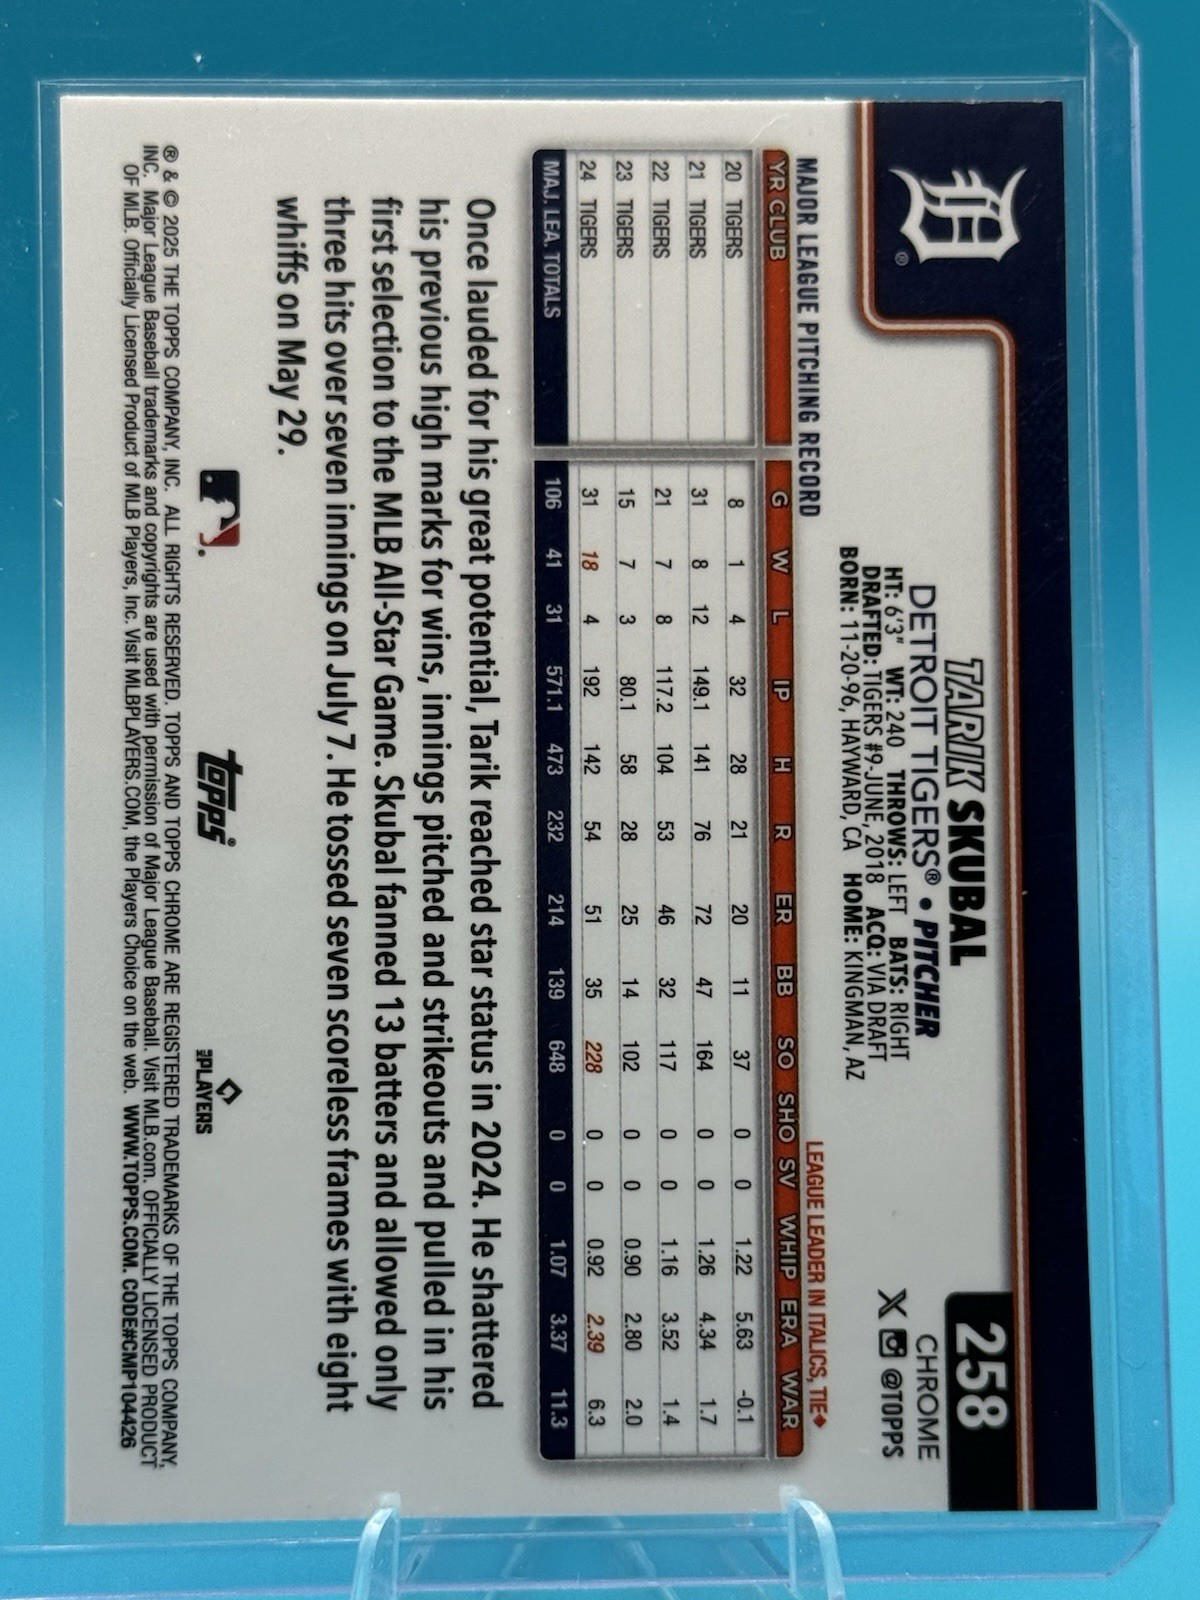 258
CHROME
X @TOPPS
D®
TARIK SKUBAL
DETROIT TIGERS® • PITCHER
HT: 6'3" WT: 240 THROWS: LEFT BATS: RIGHT
DRAFTED: TIGERS #9-JUNE, 2018 ACQ: VIA DRAFT
BORN: 11-20-96, HAYWARD, CA HOME: KINGMAN, AZ
MAJOR LEAGUE PITCHING RECORD LEAGUE LEADER IN ITALICS, TIE♦
YR CLUB G W L IP H R ER BB SO SHO SV WHIP ERA WAR
20 TIGERS 8 1 4 32 28 21 20 11 37 0 0 1.22 5.63 -0.1
21 TIGERS 31 8 12 149.1 141 76 72 47 164 0 0 1.26 4.34 1.7
22 TIGERS 21 7 8 117.2 104 53 46 32 117 0 0 1.16 3.52 1.4
23 TIGERS 15 7 3 80.1 58 28 25 14 102 0 0 0.90 2.80 2.0
24 TIGERS 31 18 4 192 142 54 51 35 228 0 0 0.92 2.39 6.3
MAJ. LEA. TOTALS 106 41 31 571.1 473 232 214 139 648 0 0 1.07 3.37 11.3
Once lauded for his great potential, Tarik reached star status in 2024. He shattered
his previous high marks for wins, innings pitched and strikeouts and pulled in his
first selection to the MLB All-Star Game. Skubal fanned 13 batters and allowed only
three hits over seven innings on July 7. He tossed seven scoreless frames with eight
whiffs on May 29.
topps®
PLAYERS
® & © 2025 THE TOPPS COMPANY, INC. ALL RIGHTS RESERVED. TOPPS AND TOPPS CHROME ARE REGISTERED TRADEMARKS OF THE TOPPS COMPANY,
INC. Major League Baseball trademarks and copyrights are used with permission of Major League Baseball. Visit MLB.com. OFFICIALLY LICENSED PRODUCT
OF MLB. Officially Licensed Product of MLB Players, Inc. Visit MLBPLAYERS.COM, the Players Choice on the web. WWW.TOPPS.COM. CODE#CMP104426